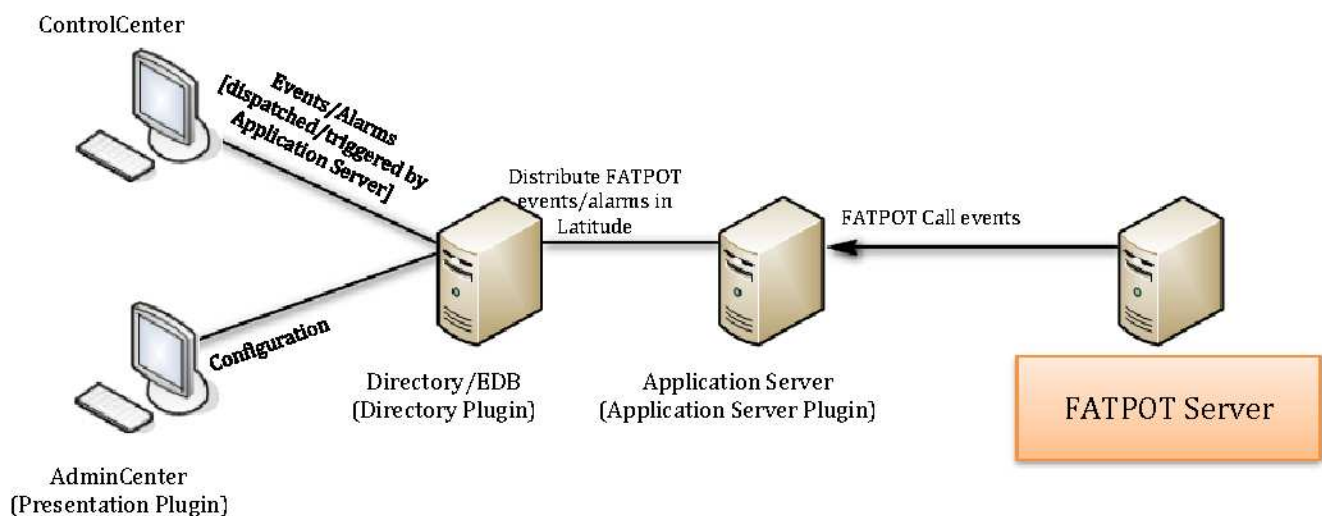 ControlCenter
Events/Alarms
[dispatched/triggered by
Application Server]
Distribute FATPOT
events/alarms in
Latitude
FATPOT Call events
Configuration
Directory/EDB
(Directory Plugin)
Application Server
(Application Server Plugin)
FATPOT Server
AdminCenter
(Presentation Plugin)